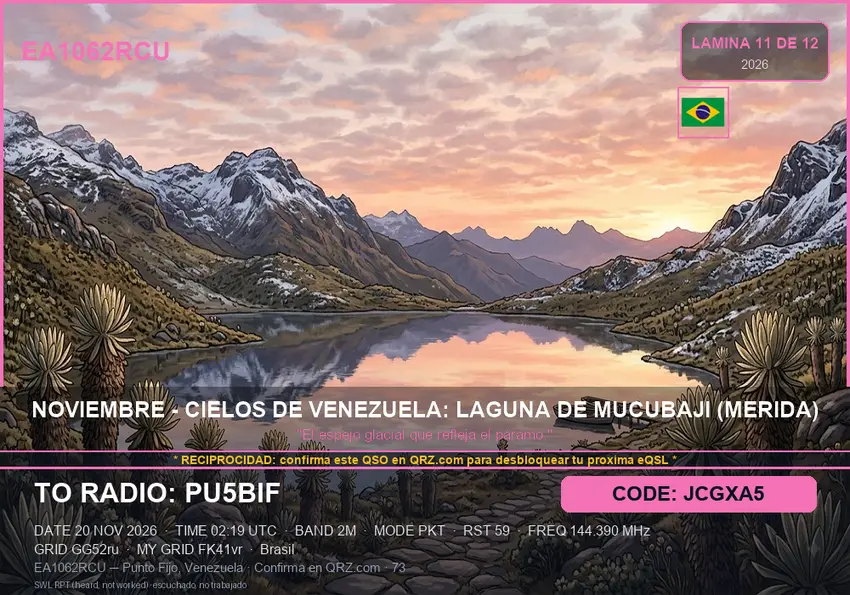 EA1062RCU
LAMINA 11 DE 12
2026
NOVIEMBRE - CIELOS DE VENEZUELA: LAGUNA DE MUCUBAJI (MERIDA)
"El espejo glacial que refleja el paramo."
* RECIPROCIDAD: confirma este QSO en QRZ.com para desbloquear tu proxima eQSL *
TO RADIO: PU5BIF
CODE: JCGXA5
DATE 20 NOV 2026 · TIME 02:19 UTC · BAND 2M · MODE PKT · RST 59 · FREQ 144.390 MHz
GRID GG52ru · MY GRID FK41vr · Brasil
EA1062RCU — Punto Fijo, Venezuela · Confirma en QRZ.com · 73
SWL RPT (heard, not worked) · escuchado, no trabajado